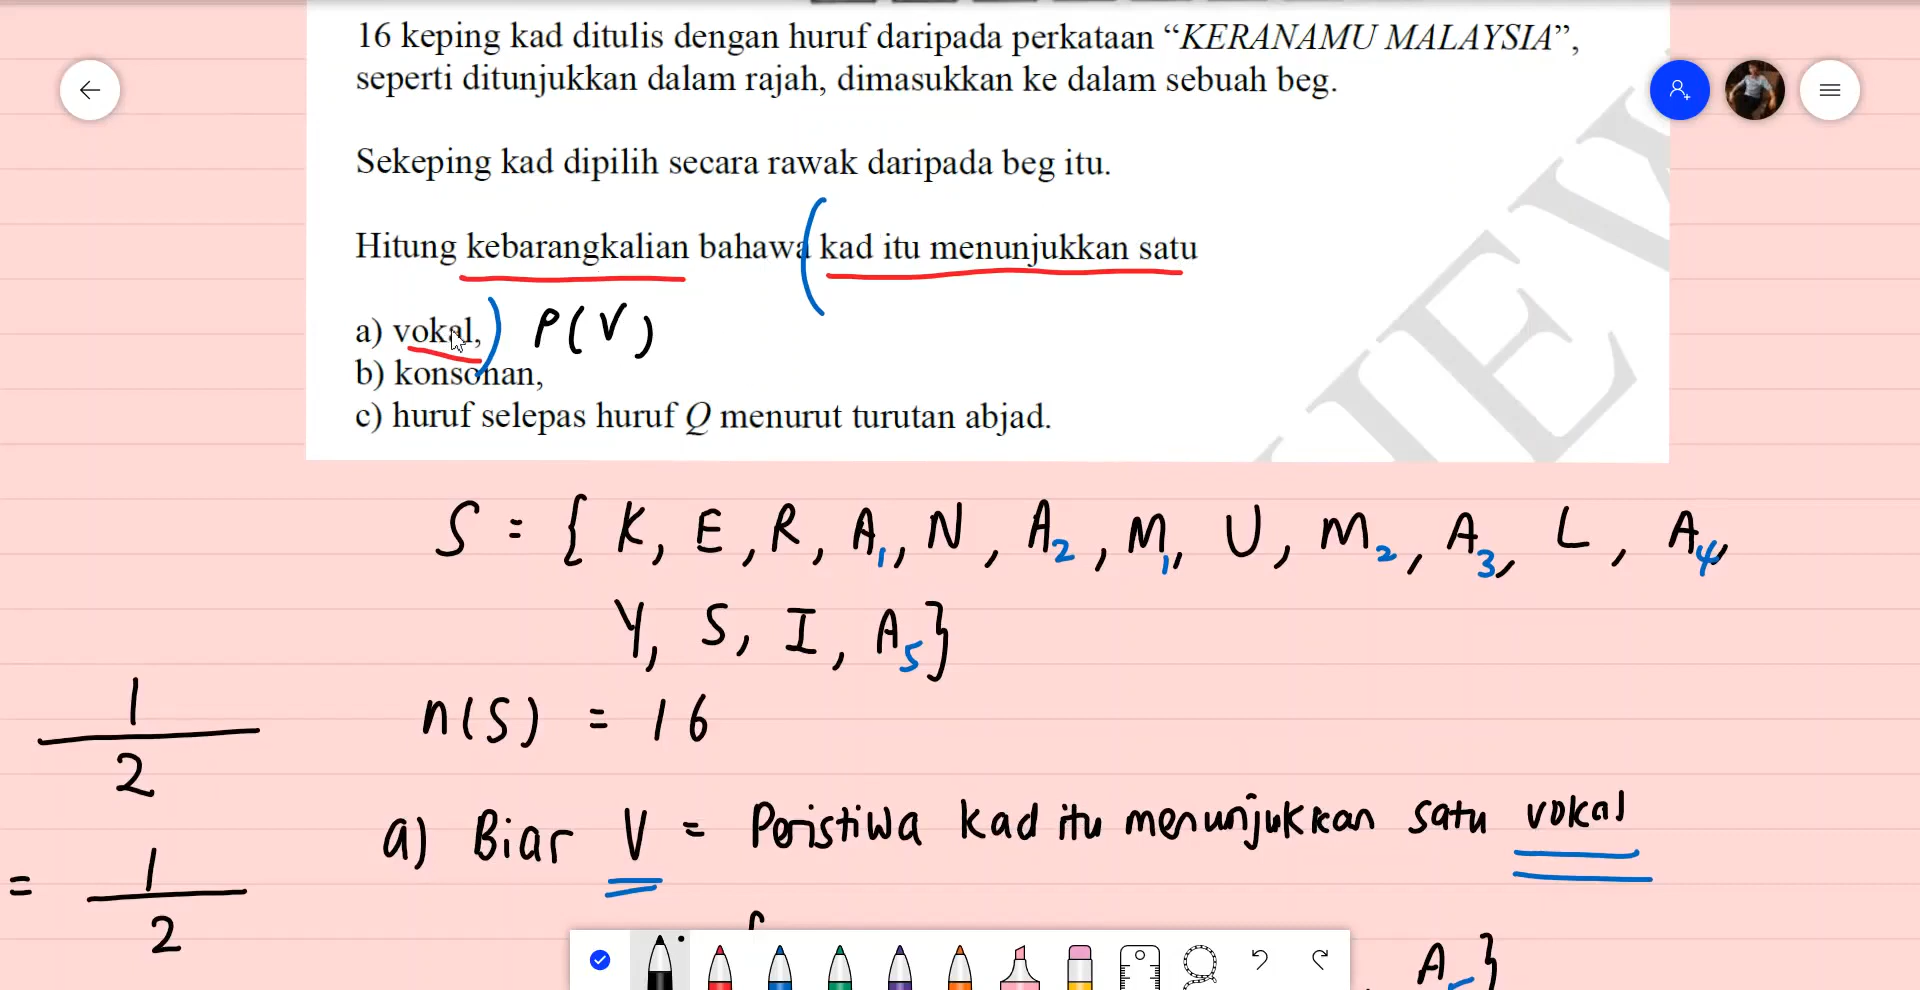 16 keping kad ditulis dengan huruf daripada perkataan “KERANAMU MALAYSIA”,
seperti ditunjukkan dalam rajah, dimasukkan ke dalam sebuah beg.
Sekeping kad dipilih secara rawak daripada beg itu.
Hitung kebarangkalian bahawa kad itu menunjukkan satu
a) vokal, P(V)
b) konsonan,
c) huruf selepas huruf Q menurut turutan abjad.
S = { K, E, R, A₁, N, A₂, M₁, U, M₂, A₃, L, A₄,
Y, S, I, A₅}
n(S) = 16
1
2
a) Biar V = Peristiwa kad itu menunjukkan satu vokal
= 1
2